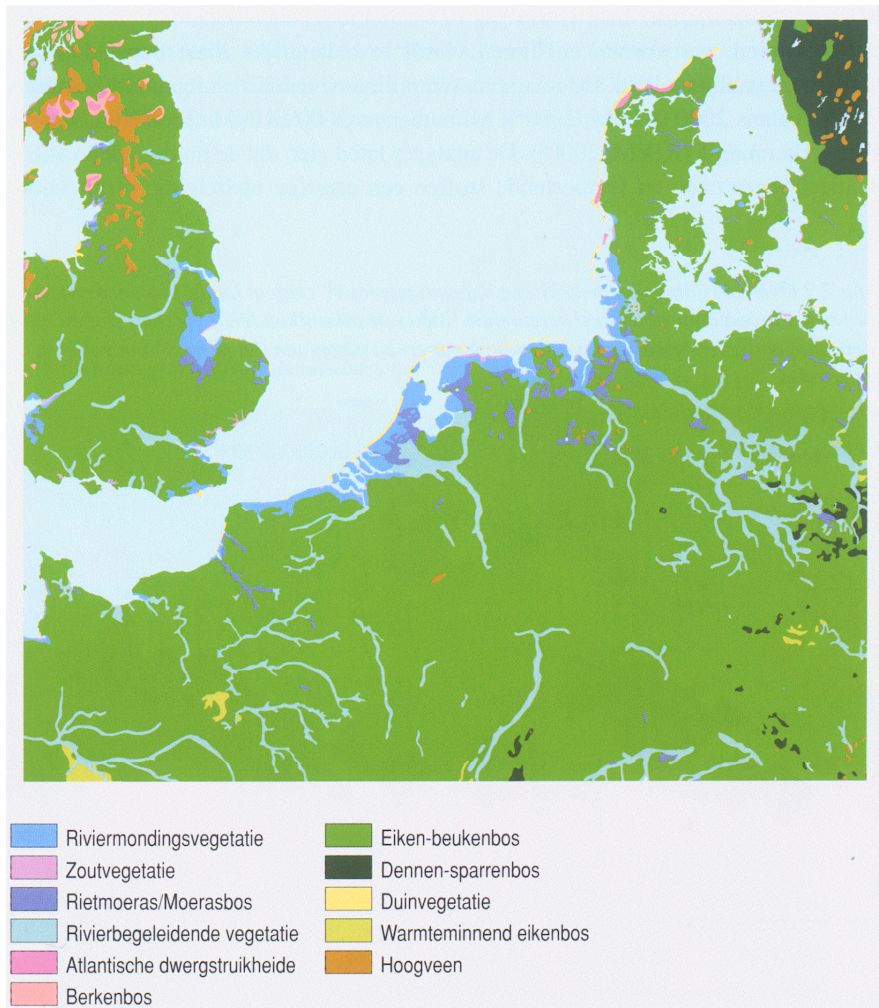 Riviermondingsvegetatie
Zoutvegetatie
Rietmoeras/Moerasbos
Rivierbegeleidende vegetatie
Atlantische dwergstruikheide
Berkenbos
Eiken-beukenbos
Dennen-sparrenbos
Duinvegetatie
Warmteminnend eikenbos
Hoogveen